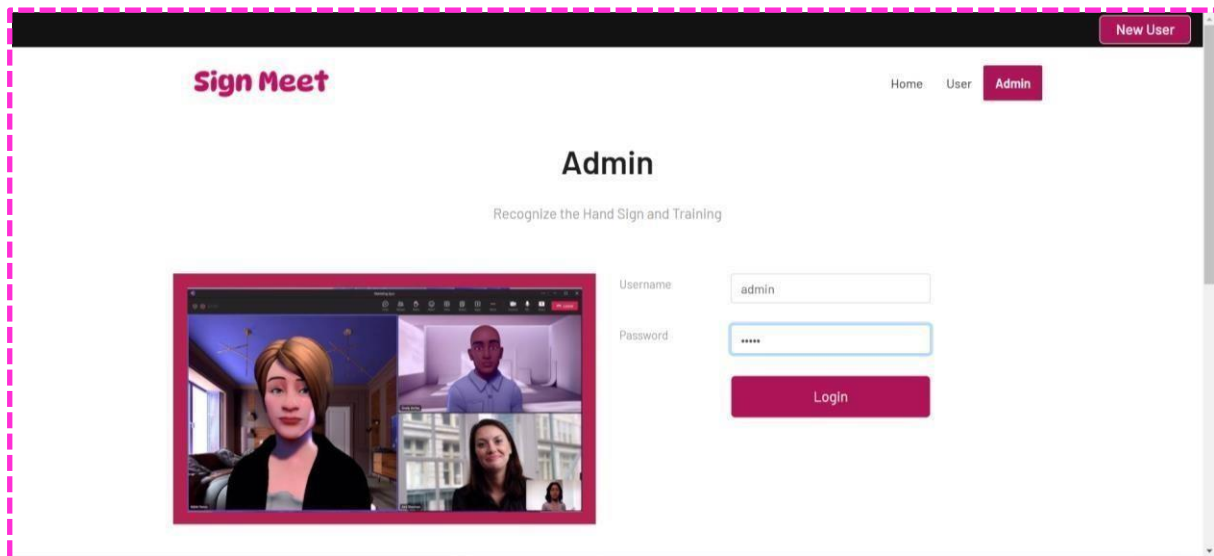 New User
Sign Meet
Home User Admin
Admin
Recognize the Hand Sign and Training
Username admin
Password •••••
Login